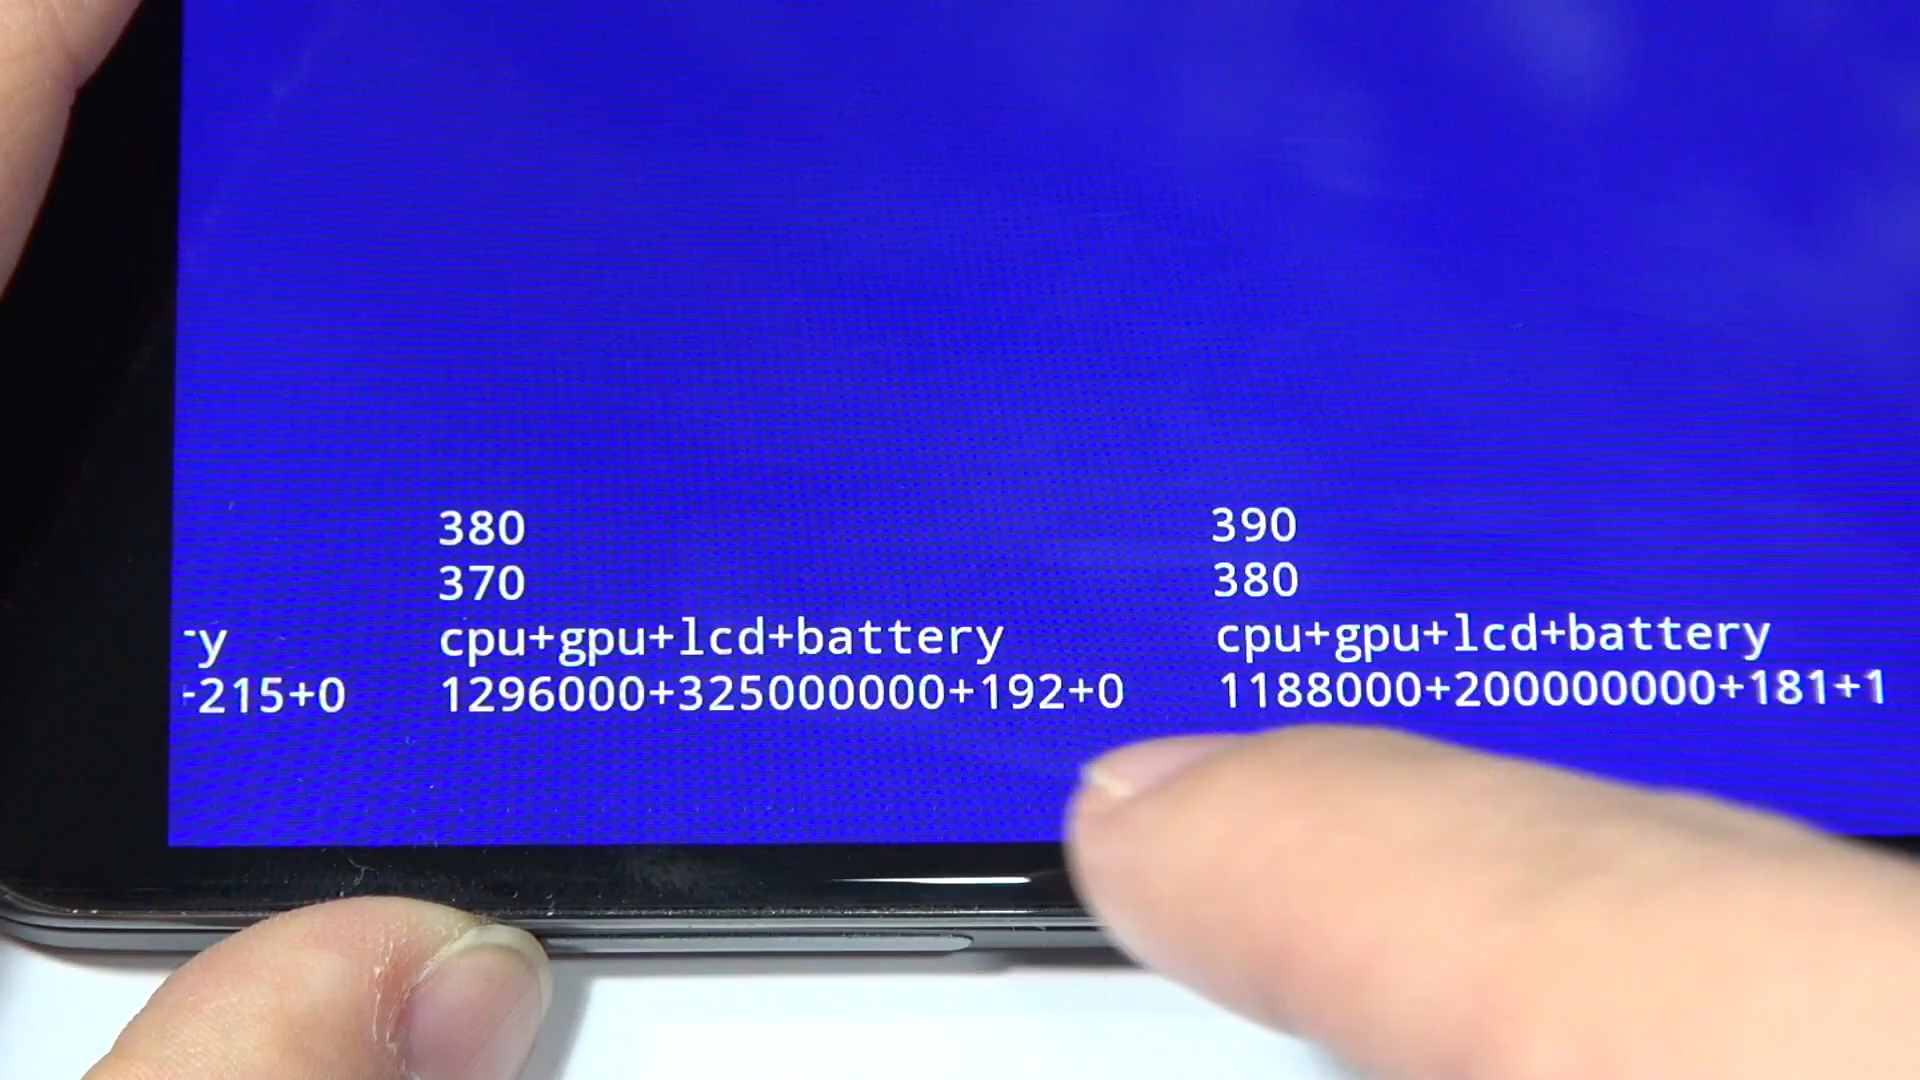 380 390
370 380
y cpu+gpu+lcd+battery cpu+gpu+lcd+battery
215+0 1296000+325000000+192+0 1188000+200000000+181+1